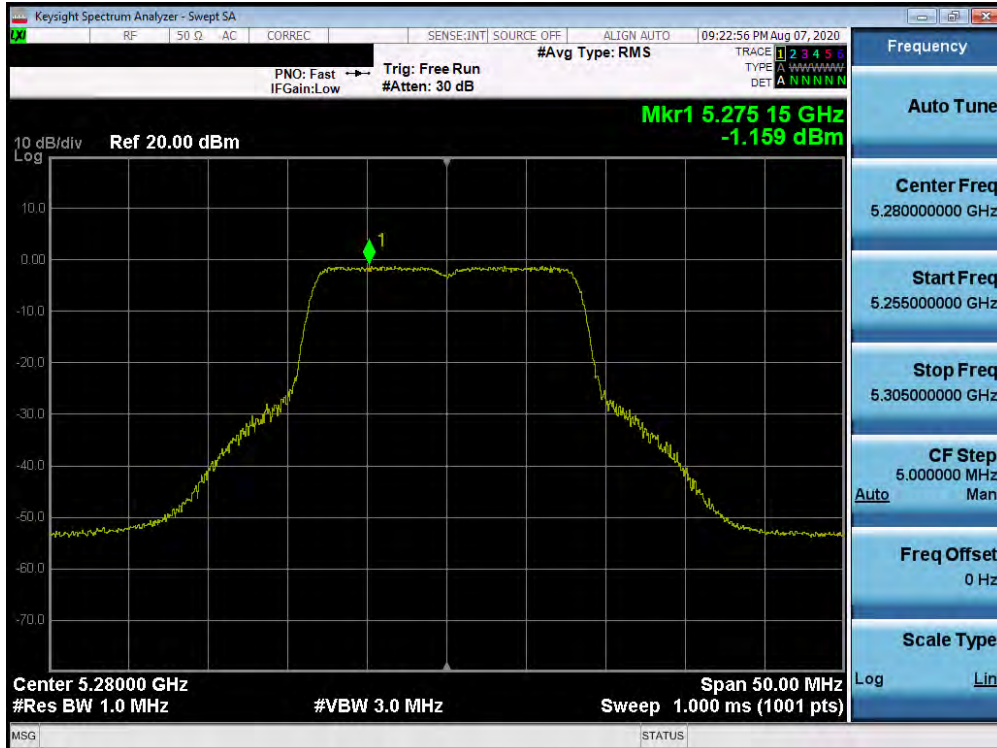 Keysight Spectrum Analyzer - Swept SA
LXI RF 50 Ω AC CORREC SENSE:INT SOURCE OFF ALIGN AUTO 09:22:56 PM Aug 07, 2020
#Avg Type: RMS
TRACE 1 2 3 4 5 6
PNO: Fast Trig: Free Run
TYPE A WWWWW
IFGain:Low #Atten: 30 dB
DET A N N N N N
Mkr1 5.275 15 GHz
-1.159 dBm
10 dB/div Ref 20.00 dBm
Log
1
10.0
0.00
-10.0
-20.0
-30.0
-40.0
-50.0
-60.0
-70.0
Center 5.28000 GHz Span 50.00 MHz
#Res BW 1.0 MHz #VBW 3.0 MHz Sweep 1.000 ms (1001 pts)
MSG STATUS
Frequency
Auto Tune
Center Freq
5.280000000 GHz
Start Freq
5.255000000 GHz
Stop Freq
5.305000000 GHz
CF Step
5.000000 MHz
Auto Man
Freq Offset
0 Hz
Scale Type
Log Lin